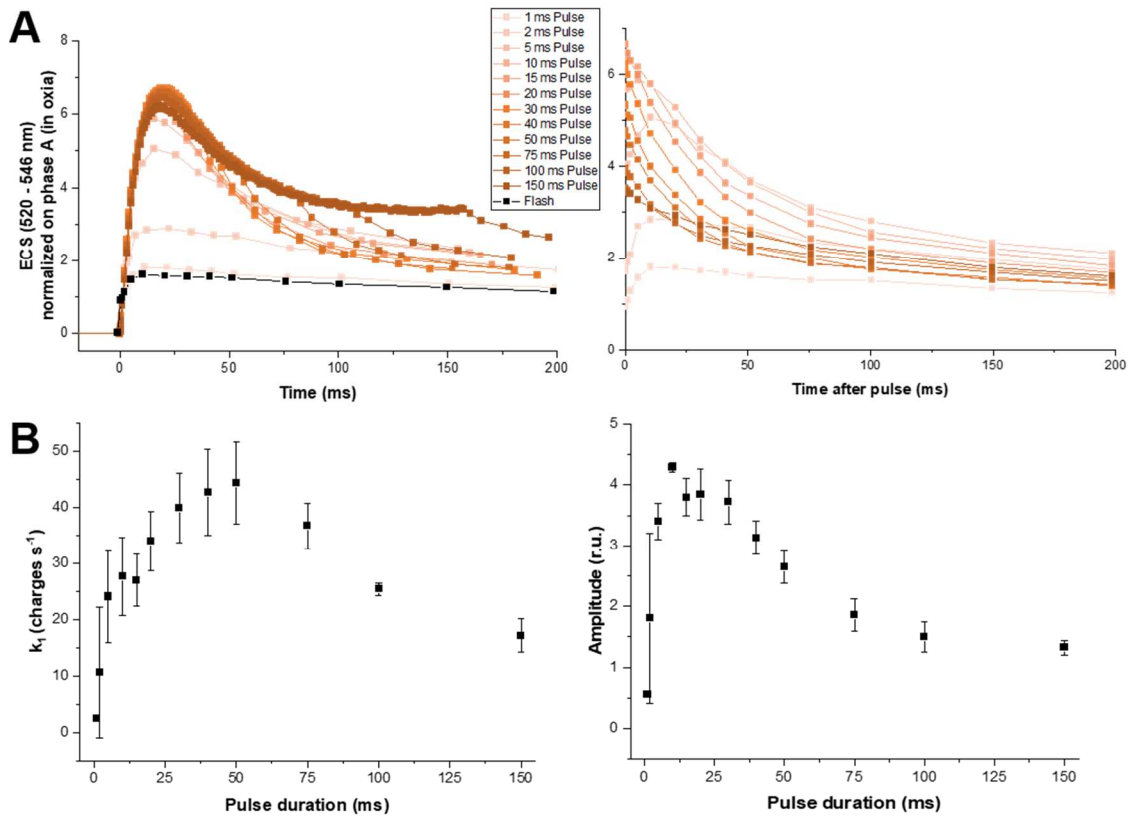 A
ECS (520 - 546 nm)
normalized on phase A (in oxia)
8
6
4
2
0
0
50
100
150
200
Time (ms)
1 ms Pulse
2 ms Pulse
5 ms Pulse
10 ms Pulse
15 ms Pulse
20 ms Pulse
30 ms Pulse
40 ms Pulse
50 ms Pulse
75 ms Pulse
100 ms Pulse
150 ms Pulse
Flash
6
4
2
0
0
50
100
150
200
Time after pulse (ms)
B
k₁ (charges s⁻¹)
50
40
30
20
10
0
0
25
50
75
100
125
150
Pulse duration (ms)
Amplitude (r.u.)
5
4
3
2
1
0
0
25
50
75
100
125
150
Pulse duration (ms)